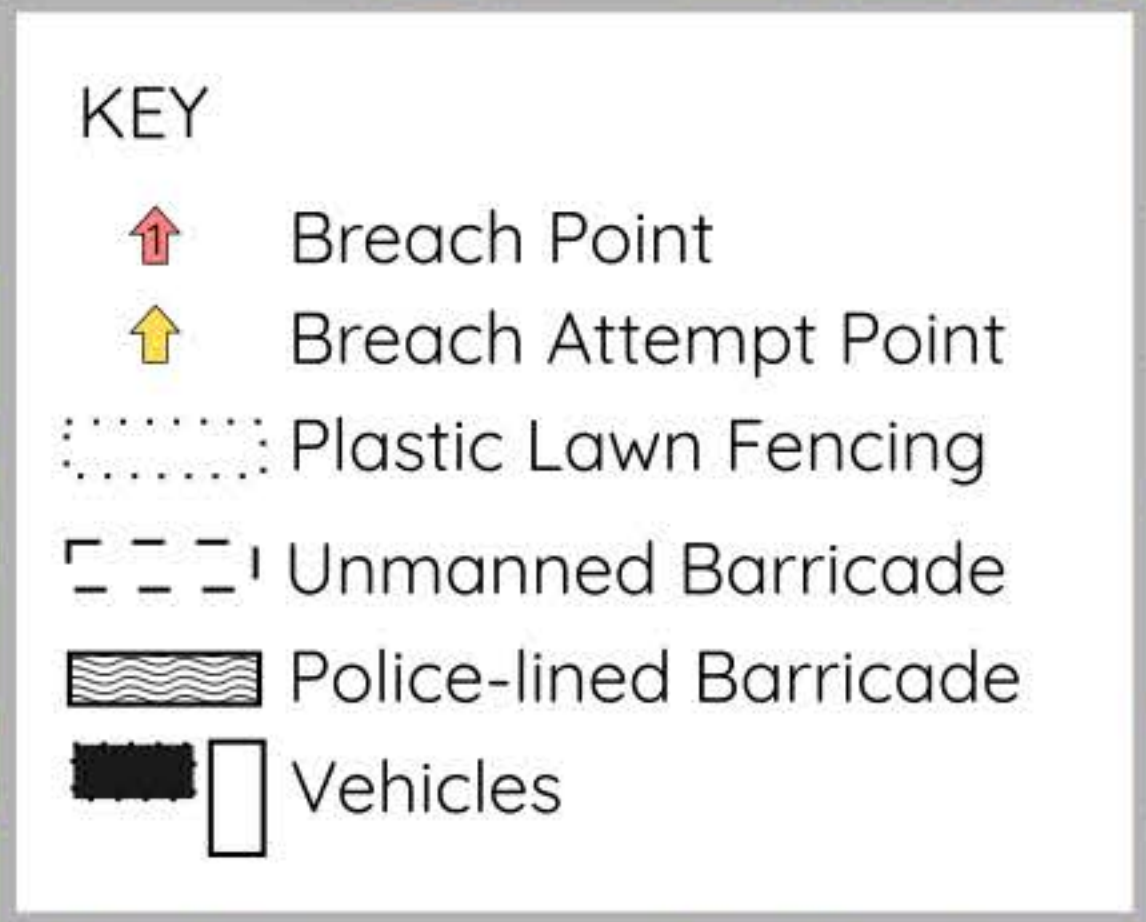 KEY
1 Breach Point
Breach Attempt Point
Plastic Lawn Fencing
Unmanned Barricade
Police-lined Barricade
Vehicles